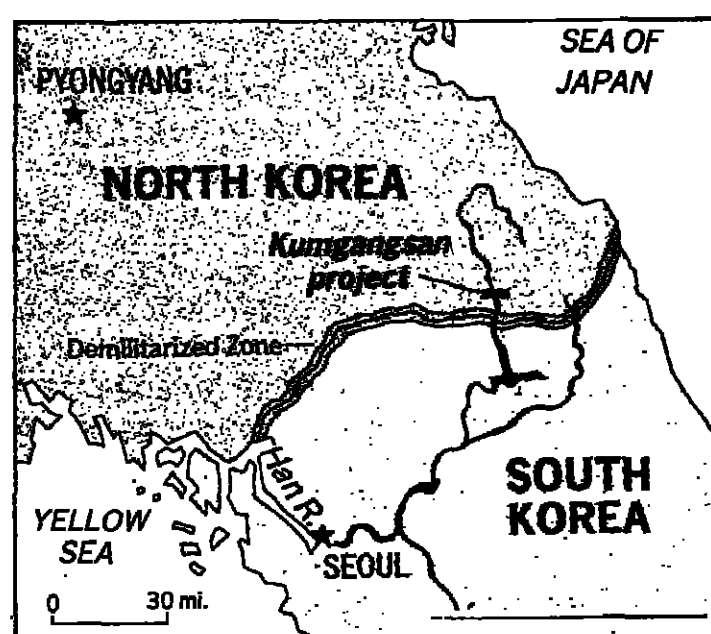 SEA OF
JAPAN
PYONGYANG
NORTH KOREA
Kumgangsan
project
Demilitarized Zone
Han R.
SOUTH
KOREA
YELLOW
SEA
SEOUL
0 30 mi.